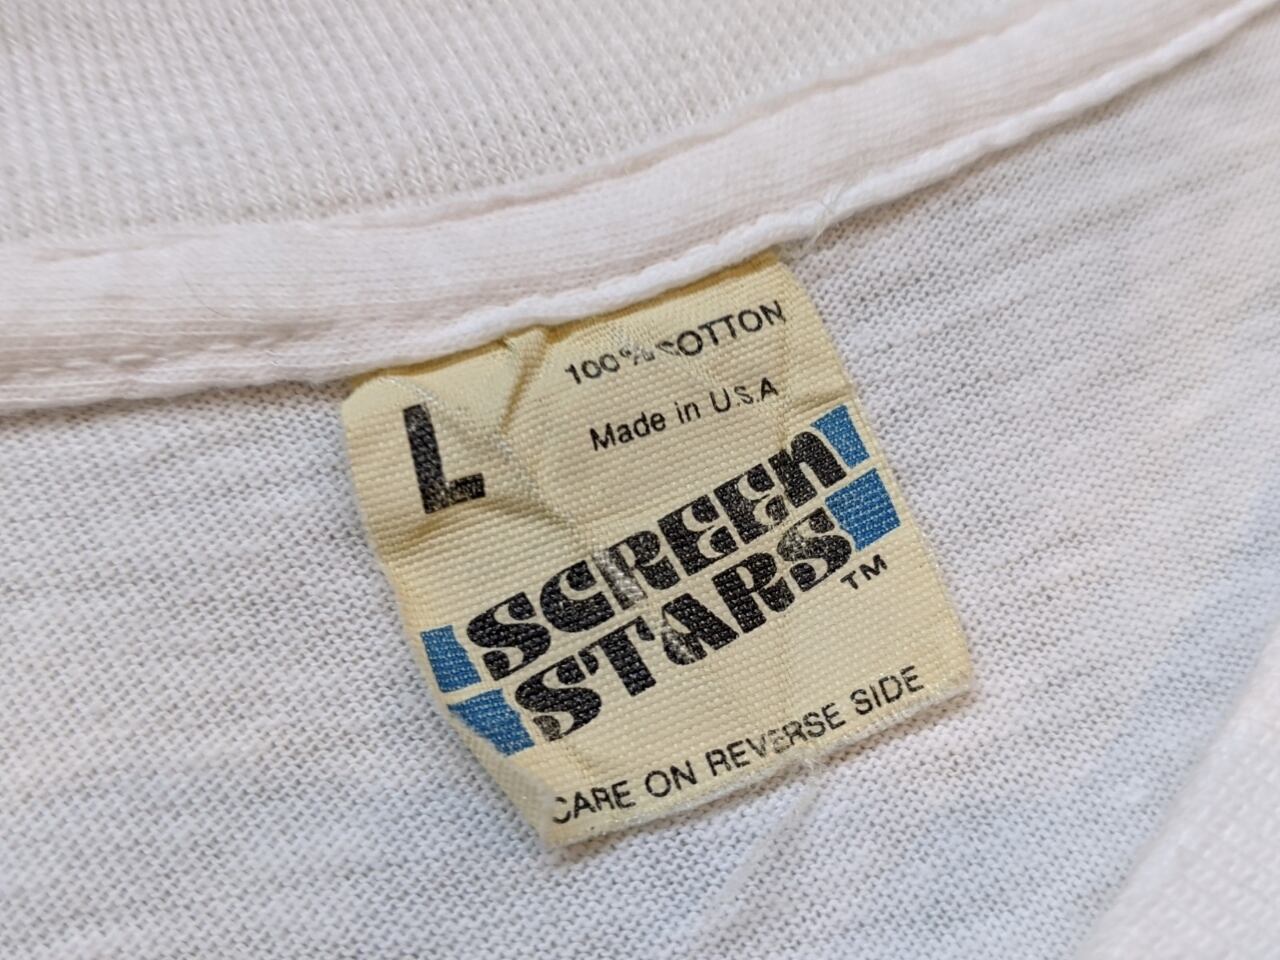 L
100% COTTON
Made in U.S.A
SCREEN
STARS
TM
CARE ON REVERSE SIDE